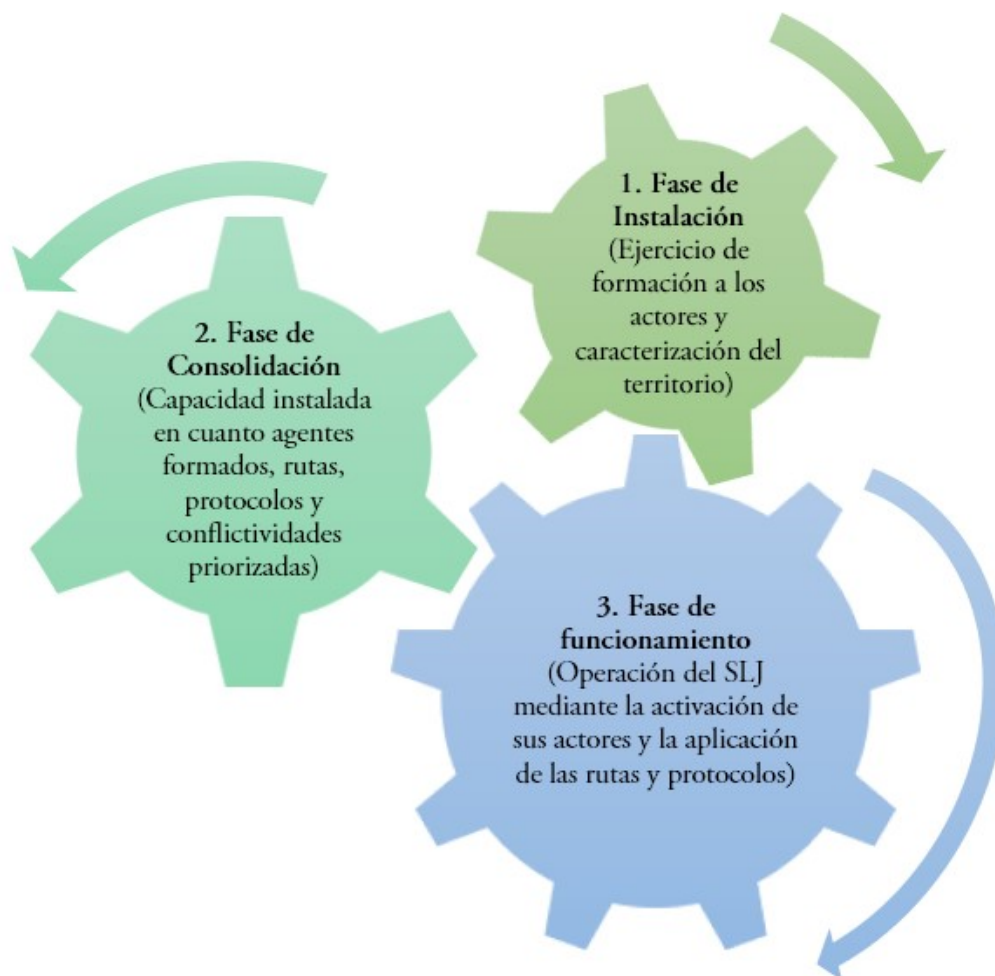 1. Fase de
Instalación
(Ejercicio de
formación a los
actores y
caracterización del
territorio)
2. Fase de
Consolidación
(Capacidad instalada
en cuanto agentes
formados, rutas,
protocolos y
conflictividades
priorizadas)
3. Fase de
funcionamiento
(Operación del SLJ
mediante la activación de
sus actores y la aplicación
de las rutas y protocolos)